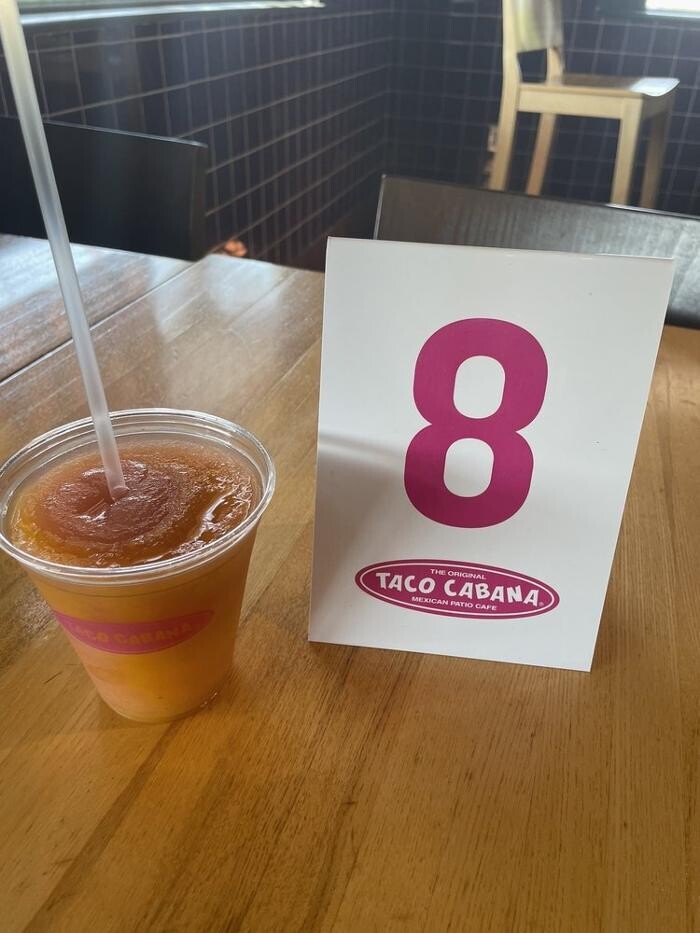 8
THE ORIGINAL
TACO CABANA®
MEXICAN PATIO CAFE
TACO CABANA